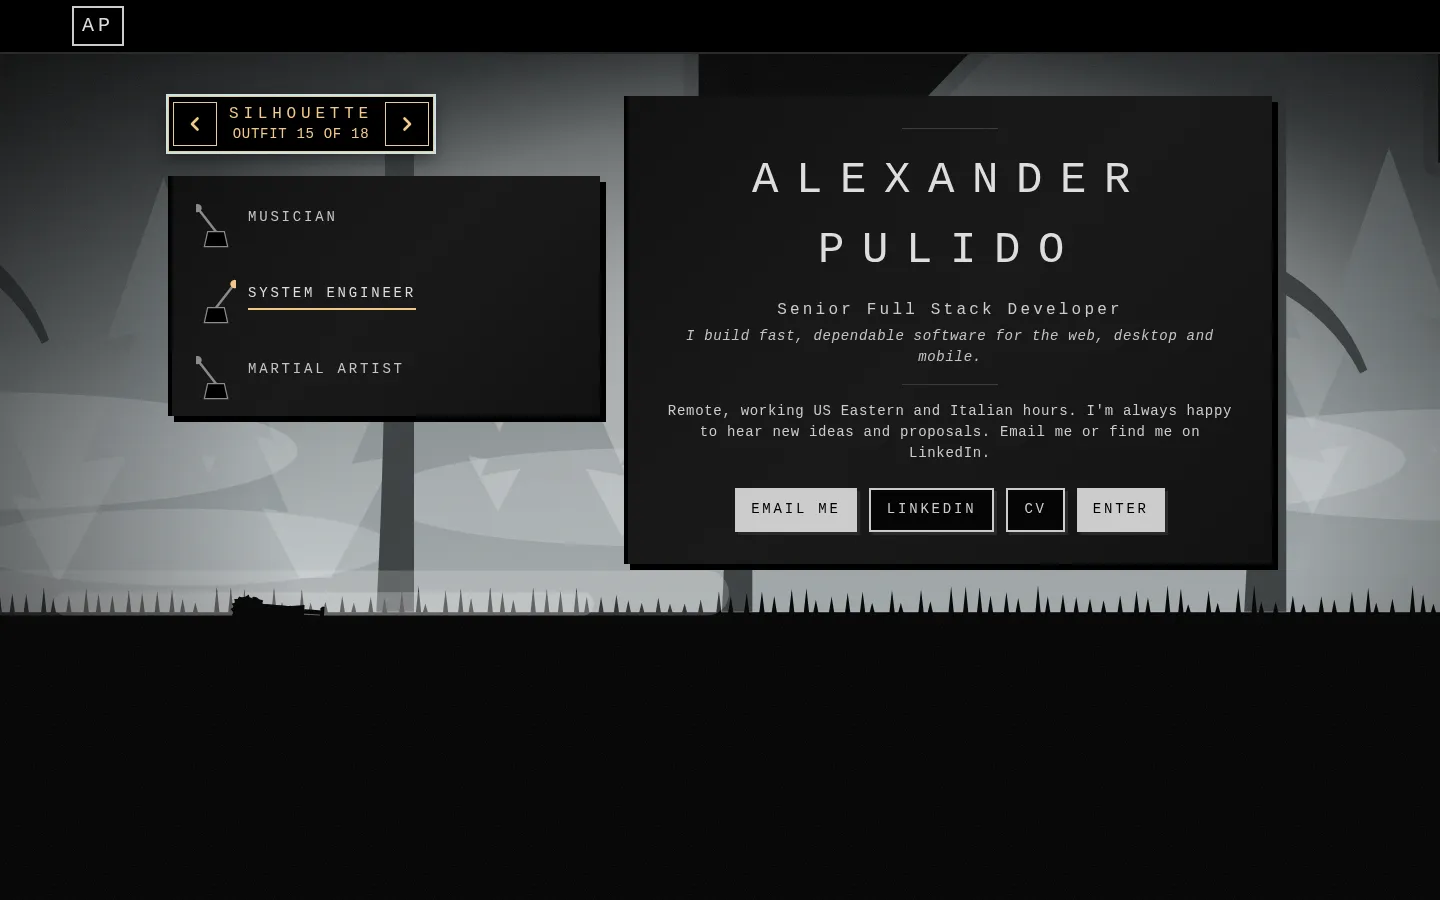 AP
SILHOUETTE
OUTFIT 15 OF 18
MUSICIAN
SYSTEM ENGINEER
MARTIAL ARTIST
ALEXANDER
PULIDO
Senior Full Stack Developer
I build fast, dependable software for the web, desktop and
mobile.
Remote, working US Eastern and Italian hours. I'm always happy
to hear new ideas and proposals. Email me or find me on
LinkedIn.
EMAIL ME LINKEDIN CV ENTER